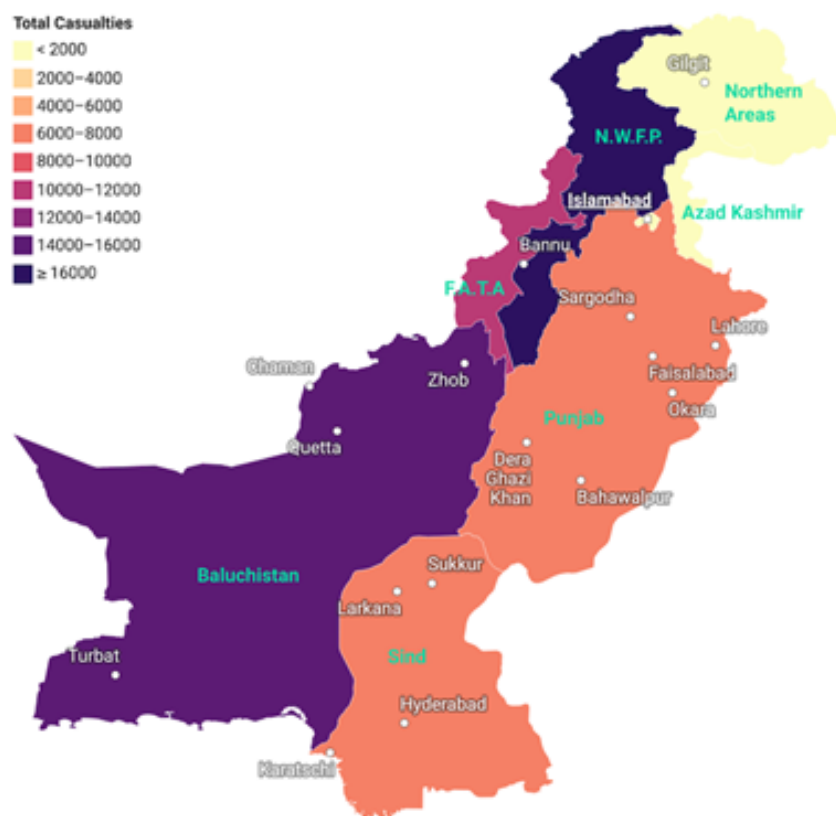 Total Casualties
< 2000
2000–4000
4000–6000
6000–8000
8000–10000
10000–12000
12000–14000
14000–16000
≥ 16000
Gilgit
Northern
Areas
N.W.F.P.
Islamabad
Azad Kashmir
Bannu
F.A.T.A
Sargodha
Lahore
Chaman
Zhob
Faisalabad
Okara
Punjab
Quetta
Dera
Ghazi
Khan
Bahawalpur
Baluchistan
Sukkur
Larkana
Turbat
Sind
Hyderabad
Karatschi